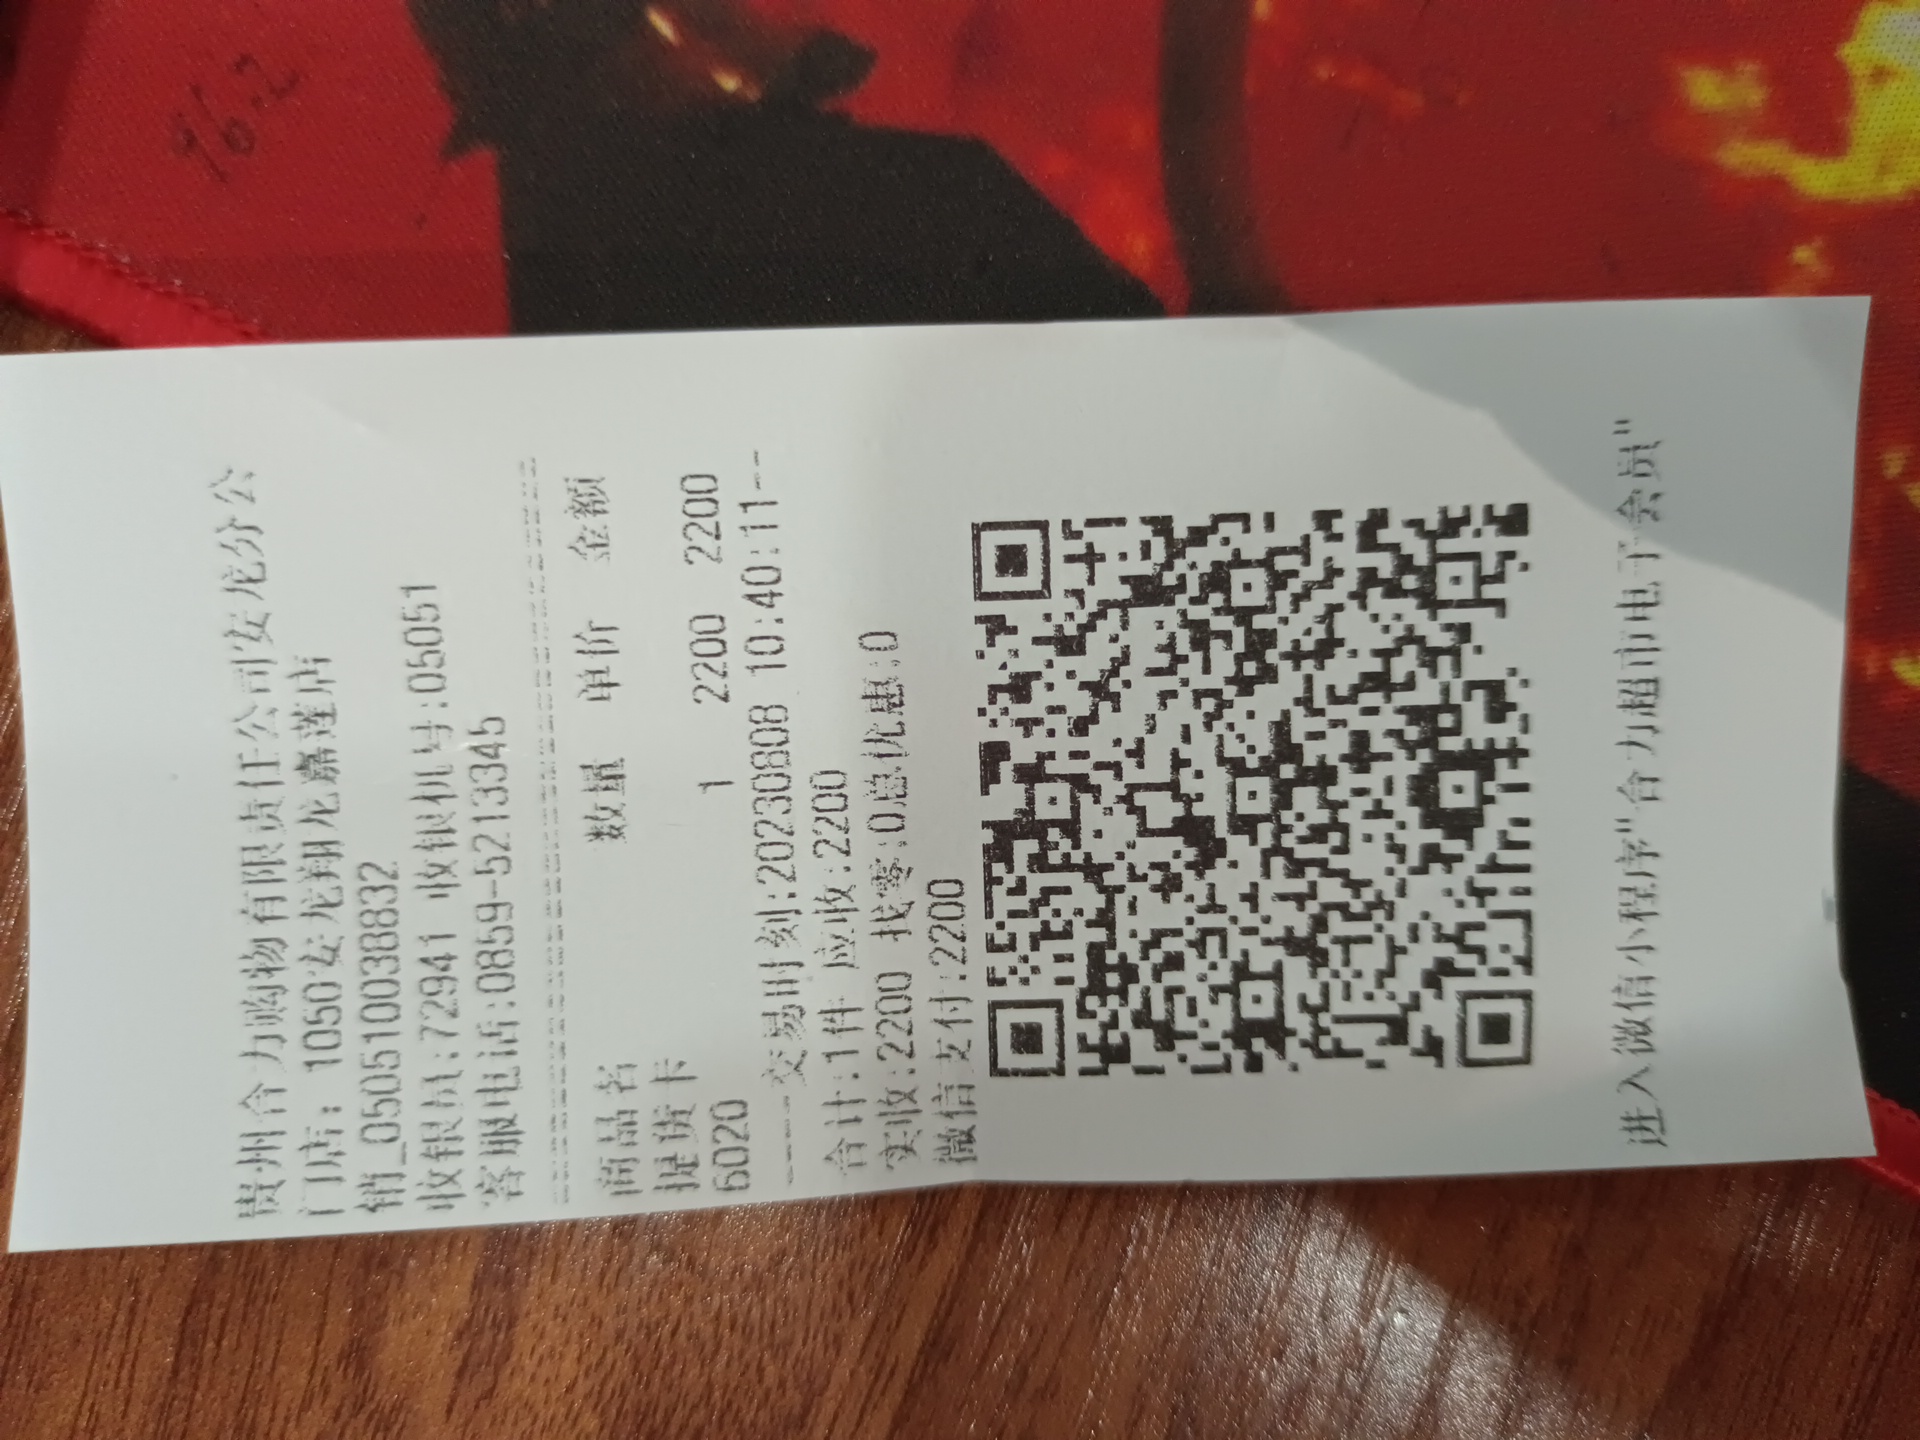 贵州合力购物有限责任公司安龙分公
门店: 1050安龙翔龙嘉莲店
销_0505100038832
收银员:72941 收银机号:05051
客服电话:0859-5213345
商品名 数量 单价 金额
提货卡
6020 1 2200 2200
----交易时刻:20230808 10:40:11--
合计:1件 应收:2200
实收:2200 找零:0总优惠:0
微信支付:2200
进入微信小程序"合力超市电子会员"
96.2